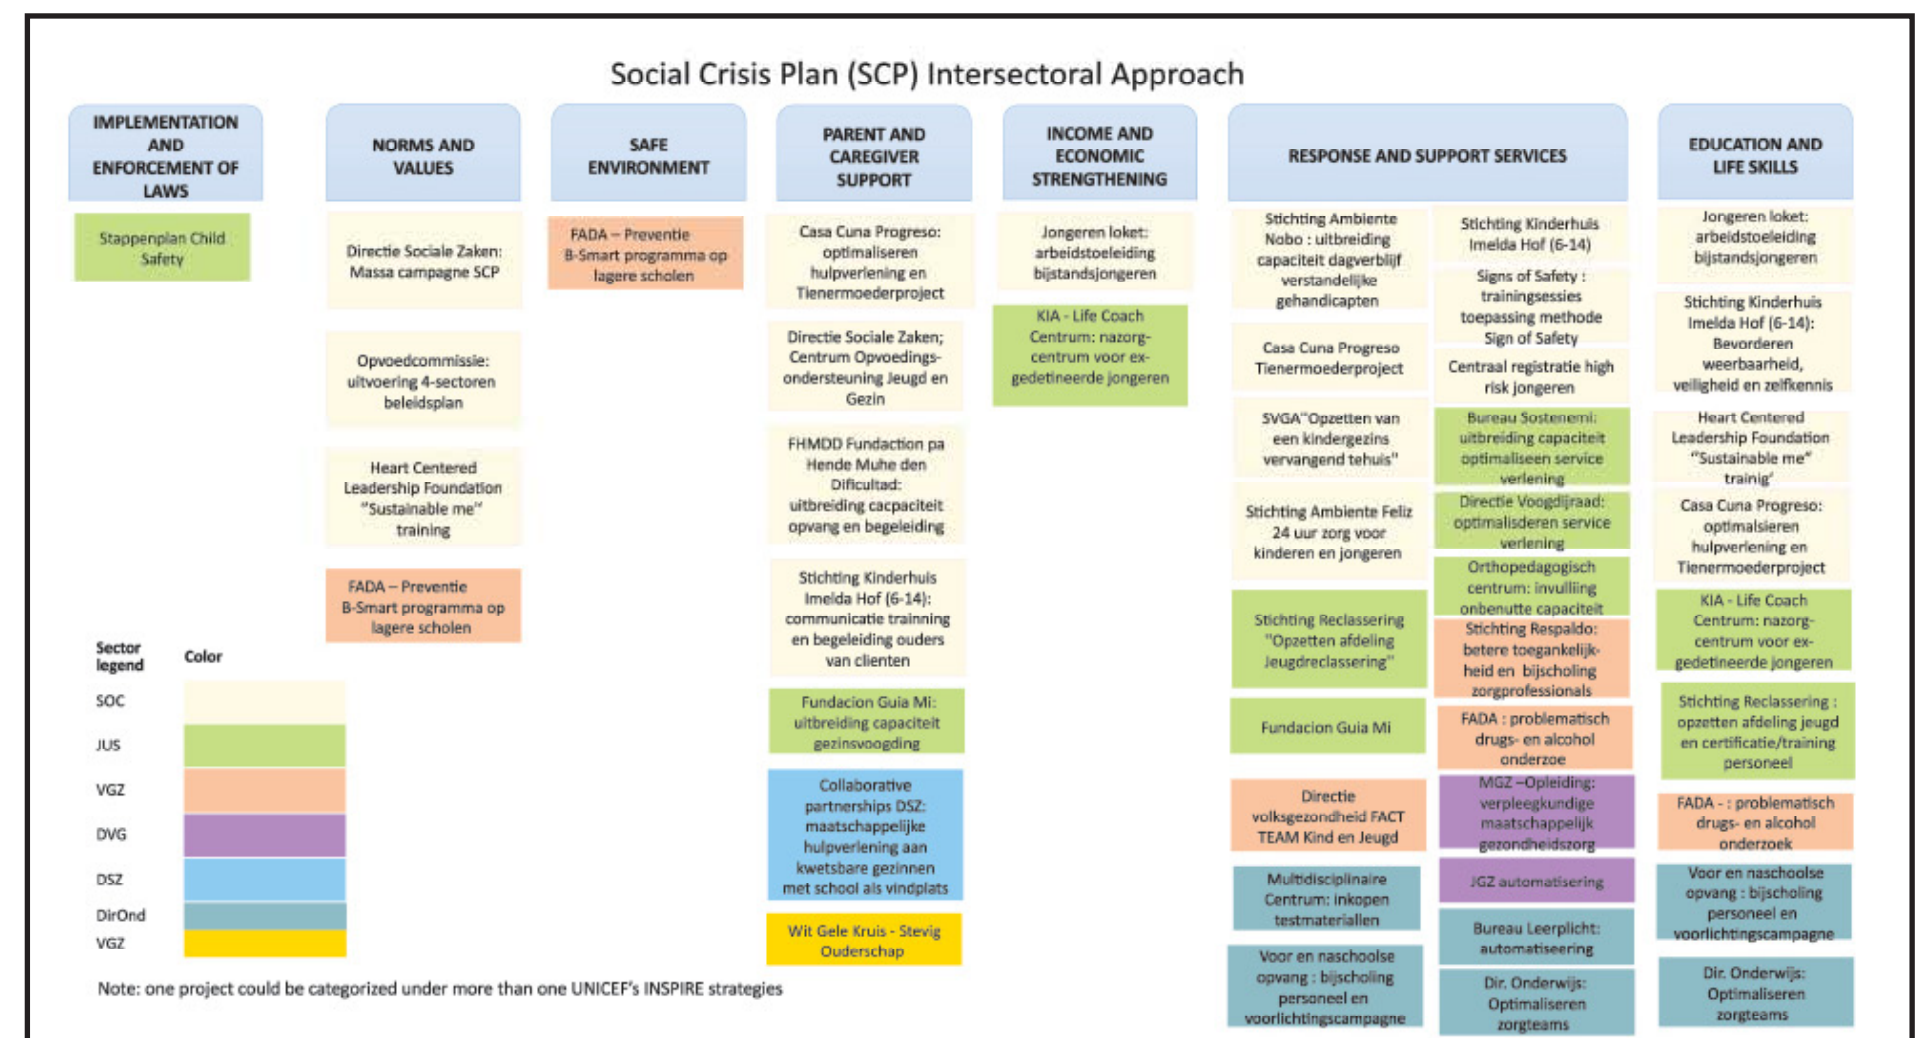 Social Crisis Plan (SCP) Intersectoral Approach
IMPLEMENTATION
AND
ENFORCEMENT OF
LAWS
Stappenplan Child
Safety
NORMS AND
VALUES
Directie Sociale Zaken:
Massa campagne SCP
Opvoedcommissie:
uitvoering 4-sectoren
beleidsplan
Heart Centered
Leadership Foundation
"Sustainable me"
training
FADA – Preventie
B-Smart programma op
lagere scholen
SAFE
ENVIRONMENT
FADA – Preventie
B-Smart programma op
lagere scholen
PARENT AND
CAREGIVER
SUPPORT
Casa Cuna Progreso:
optimaliseren
hulpverlening en
Tienermoederproject
Directie Sociale Zaken;
Centrum Opvoedings-
ondersteuning Jeugd en
Gezin
FHMDD Fundaction pa
Hende Muhe den
Dificultad:
uitbreiding cacpaciteit
opvang en begeleiding
Stichting Kinderhuis
Imelda Hof (6-14):
communicatie trainning
en begeleiding ouders
van clienten
Fundacion Guia Mi:
uitbreiding capaciteit
gezinsvoogding
Collaborative
partnerships DSZ:
maatschappelijke
hulpverlening aan
kwetsbare gezinnen
met school als vindplats
Wit Gele Kruis - Stevig
Ouderschap
INCOME AND
ECONOMIC
STRENGTHENING
Jongeren loket:
arbeidstoeleiding
bijstandsjongeren
KIA - Life Coach
Centrum: nazorg-
centrum voor ex-
gedetineerde jongeren
RESPONSE AND SUPPORT SERVICES
Stichting Ambiente
Nobo : uitbreiding
capaciteit dagverblijf
verstandelijke
gehandicapten
Casa Cuna Progreso
Tienermoederproject
SVGA"Opzetten van
een kindergezins
vervangend tehuis"
Stichting Ambiente Feliz
24 uur zorg voor
kinderen en jongeren
Stichting Reclassering
"Opzetten afdeling
Jeugdreclassering"
Fundacion Guia Mi
Directie
volksgezondheid FACT
TEAM Kind en Jeugd
Multidisciplinaire
Centrum: inkopen
testmateriallen
Voor en naschoolse
opvang : bijscholing
personeel en
voorlichtingscampagne
Stichting Kinderhuis
Imelda Hof (6-14)
Signs of Safety :
trainingsessies
toepassing methode
Sign of Safety
Centraal registratie high
risk jongeren
Bureau Sostenemi:
uitbreiding capaciteit
optimaliseen service
verlening
Directie Voogdijraad:
optimalisderen service
verlening
Orthopedagogisch
centrum: invulliing
onbenutte capaciteit
Stichting Respaldo:
betere toegankelijk-
heid en bijscholing
zorgprofessionals
FADA : problematisch
drugs- en alcohol
onderzoe
MGZ –Opleiding:
verpleegkundige
maatschappelijk
gezondheidszorg
JGZ automatisering
Bureau Leerplicht:
automatiseering
Dir. Onderwijs:
Optimaliseren
zorgteams
EDUCATION AND
LIFE SKILLS
Jongeren loket:
arbeidstoeleiding
bijstandsjongeren
Stichting Kinderhuis
Imelda Hof (6-14):
Bevorderen
weerbaarheid,
veiligheid en zelfkennis
Heart Centered
Leadership Foundation
"Sustainable me"
trainig'
Casa Cuna Progreso:
optimalsieren
hulpverlening en
Tienermoederproject
KIA - Life Coach
Centrum: nazorg-
centrum voor ex-
gedetineerde jongeren
Stichting Reclassering :
opzetten afdeling jeugd
en certificatie/training
personeel
FADA - : problematisch
drugs- en alcohol
onderzoek
Voor en naschoolse
opvang : bijscholing
personeel en
voorlichtingscampagne
Dir. Onderwijs:
Optimaliseren
zorgteams
Sector
legend
Color
SOC
JUS
VGZ
DVG
DSZ
DirOnd
VGZ
Note: one project could be categorized under more than one UNICEF's INSPIRE strategies